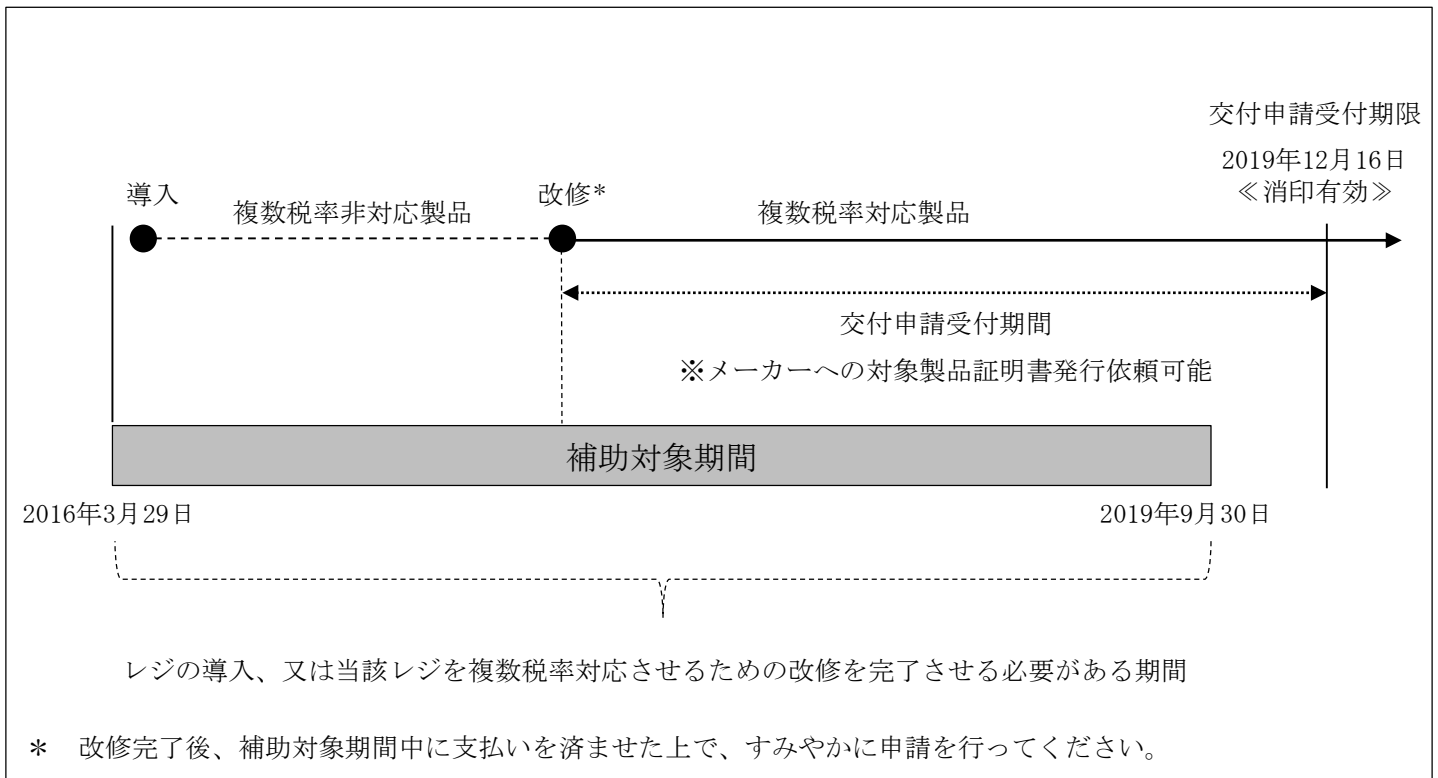 交付申請受付期限
2019年12月16日
≪消印有効≫
導入
複数税率非対応製品
改修*
複数税率対応製品
交付申請受付期間
※メーカーへの対象製品証明書発行依頼可能
補助対象期間
2016年3月29日
2019年9月30日
レジの導入、又は当該レジを複数税率対応させるための改修を完了させる必要がある期間
＊　改修完了後、補助対象期間中に支払いを済ませた上で、すみやかに申請を行ってください。